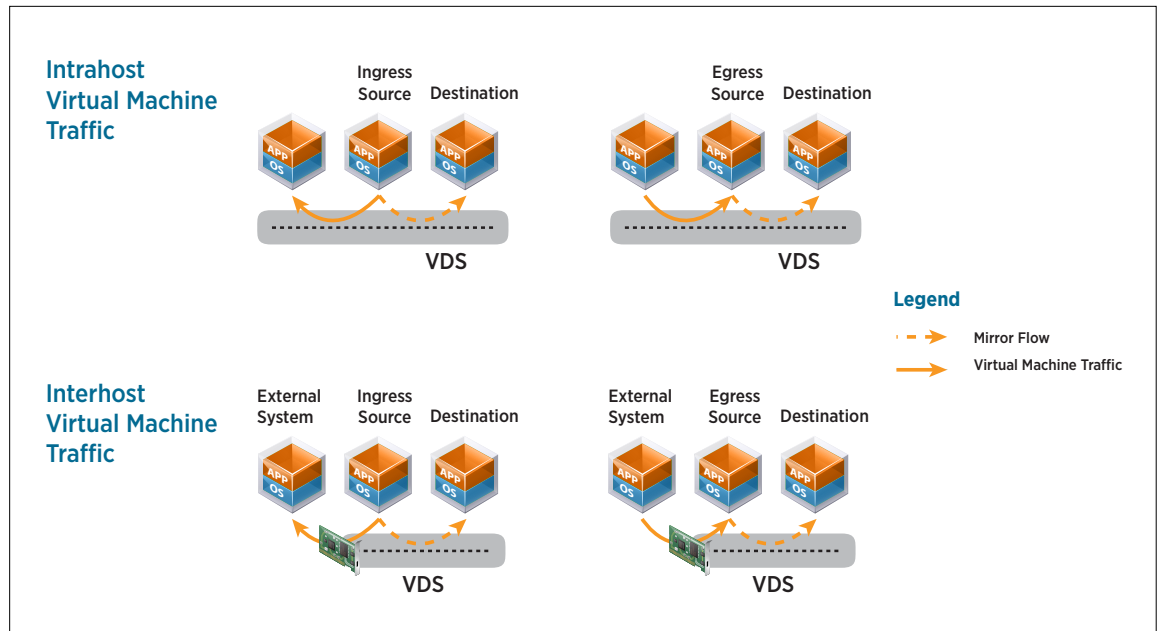 Intrahost
Virtual Machine
Traffic
Ingress
Source
Destination
APP
OS
APP
OS
APP
OS
VDS
Egress
Source
Destination
APP
OS
APP
OS
APP
OS
VDS
Legend
Mirror Flow
Virtual Machine Traffic
Interhost
Virtual Machine
Traffic
External
System
Ingress
Source
Destination
APP
OS
APP
OS
APP
OS
VDS
External
System
Egress
Source
Destination
APP
OS
APP
OS
APP
OS
VDS